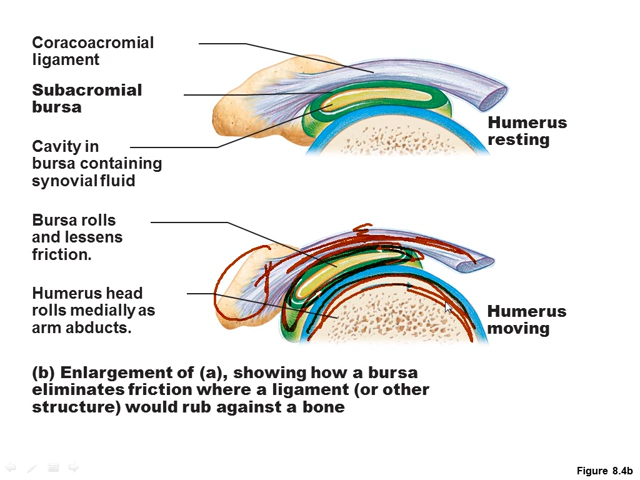 Coracoacromial
ligament
Subacromial
bursa
Cavity in
bursa containing
synovial fluid
Humerus
resting
Bursa rolls
and lessens
friction.
Humerus head
rolls medially as
arm abducts.
Humerus
moving
(b) Enlargement of (a), showing how a bursa
eliminates friction where a ligament (or other
structure) would rub against a bone
Figure 8.4b